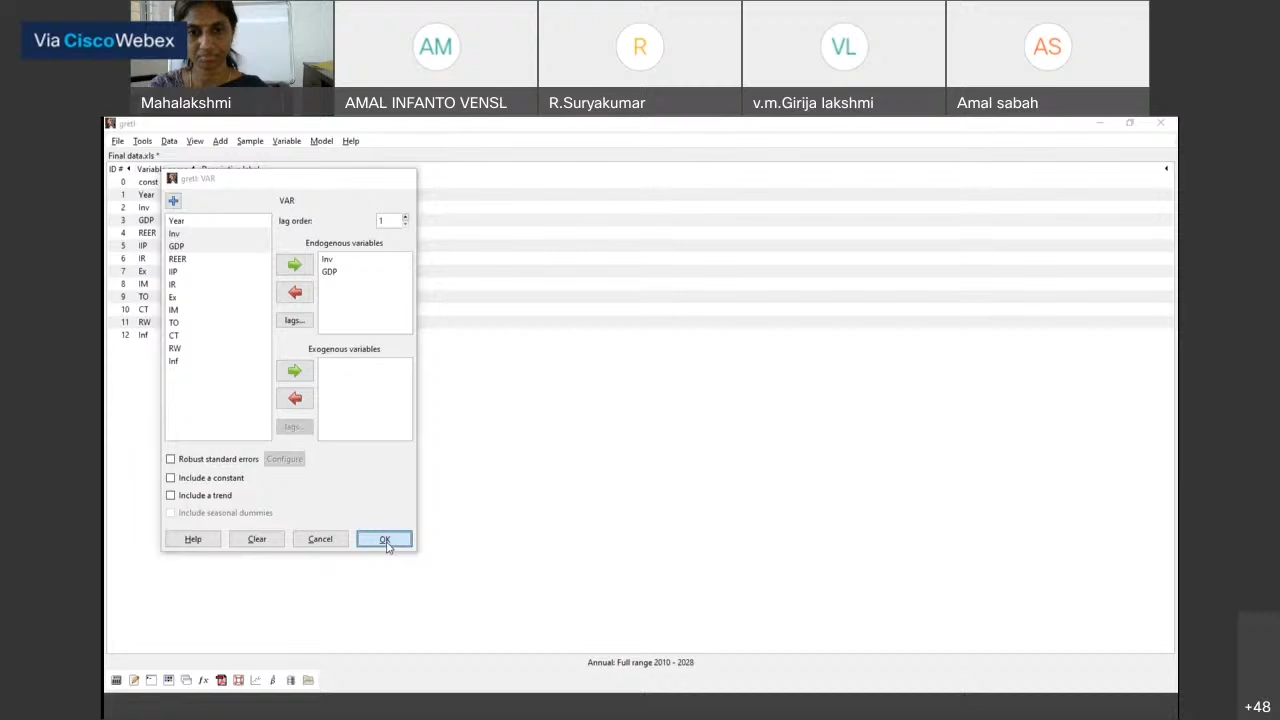 Via CiscoWebex
AM
R
VL
AS
Mahalakshmi
AMAL INFANTO VENSL
R.Suryakumar
v.m.Girija lakshmi
Amal sabah
gretl
File Tools Data View Add Sample Variable Model Help
Final data.xls *
ID #
0 const
1 Year
2 Inv
3 GDP
4 REER
5 IIP
6 IR
7 Ex
8 IM
9 TO
10 CT
11 RW
12 Inf
gretl: VAR
VAR
Year
Inv
GDP
REER
IIP
IR
Ex
IM
TO
CT
RW
Inf
lag order: 1
Endogenous variables
Inv
GDP
lags...
Exogenous variables
lags...
Robust standard errors Configure
Include a constant
Include a trend
Include seasonal dummies
Help Clear Cancel OK
Annual: Full range 2010 - 2028
fx
β
+48